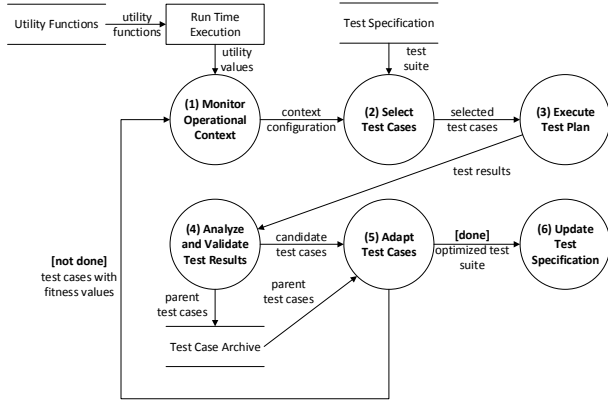 Utility Functions
utility
functions
Run Time
Execution
Test Specification
utility
values
test
suite
(1) Monitor
Operational
Context
context
configuration
(2) Select
Test Cases
selected
test cases
(3) Execute
Test Plan
test results
(4) Analyze
and Validate
Test Results
candidate
test cases
(5) Adapt
Test Cases
[done]
optimized test
suite
(6) Update
Test
Specification
[not done]
test cases with
fitness values
parent
test cases
parent
test cases
Test Case Archive